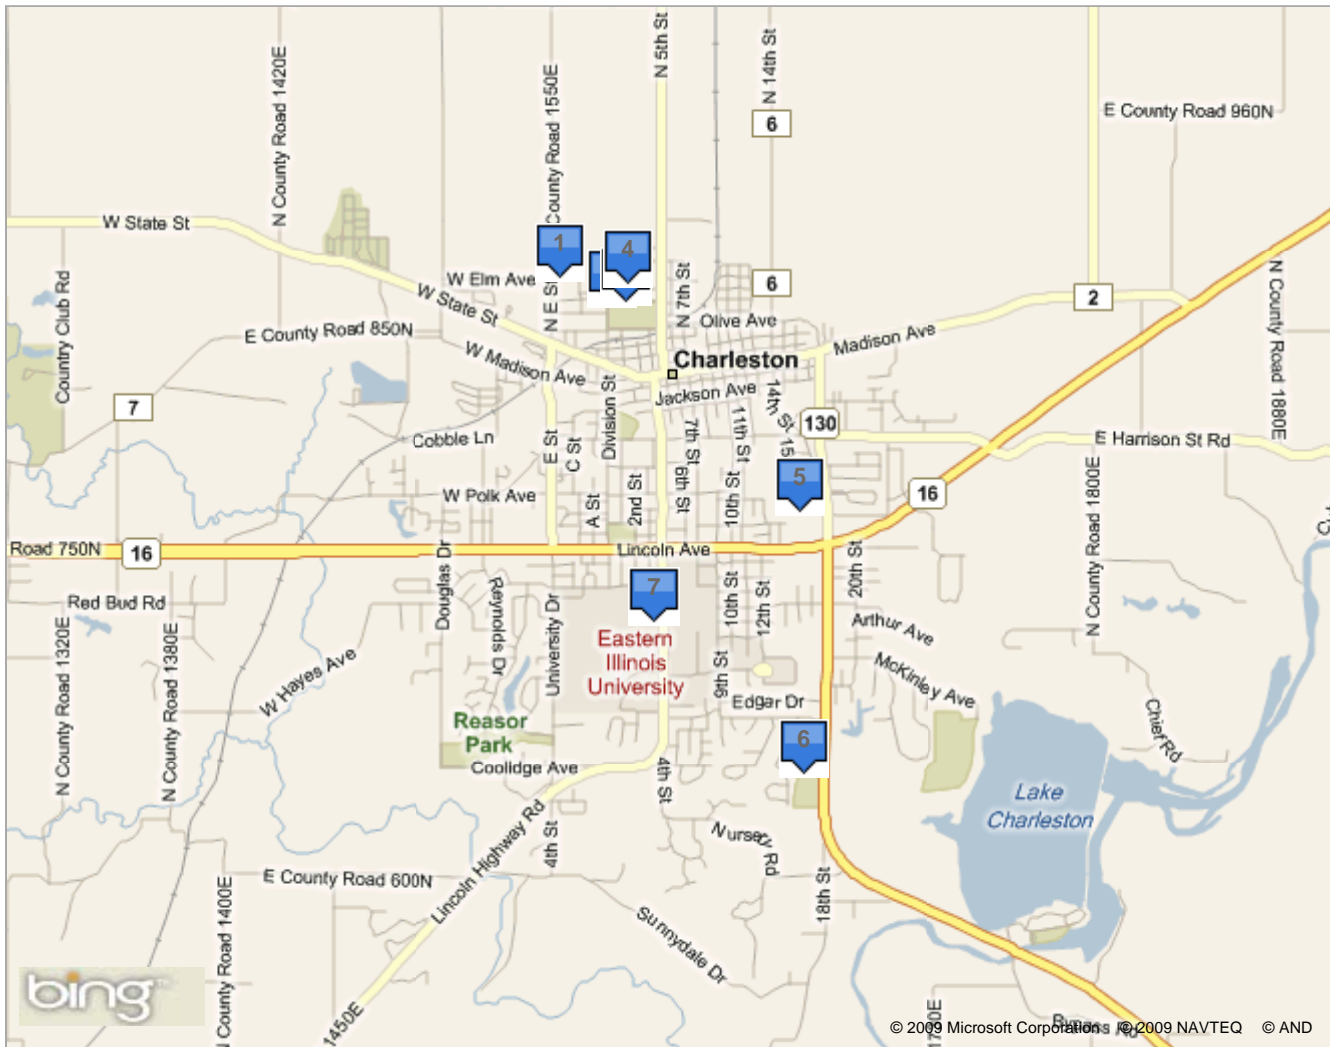 N County Road 1420E
County Road 1550E
N 5th St
N 14th St
6
E County Road 960N
W State St
1
4
Country Club Rd
W Elm Ave
N E St
W State St
N 7th St
6
2
N County Road 1880E
E County Road 850N
Olive Ave
Madison Ave
W Madison Ave
Charleston
7
Division St
Jackson Ave
14th St
130
Cobble Ln
E St
C St
7th St
11th St
15
E Harrison St Rd
5
W Polk Ave
A St
2nd St
6th St
10th St
16
N County Road 1800E
Road 750N
16
Lincoln Ave
Douglas Dr
20th St
Red Bud Rd
Reynolds Dr
University Dr
7
10th St
12th St
Arthur Ave
N County Road 1320E
N County Road 1380E
W Hayes Ave
Eastern
Illinois
University
9th St
McKinley Ave
Edgar Dr
Chief Rd
Reasor
Park
6
Coolidge Ave
4th St
Lake
Charleston
Nursery Rd
4th St
Lincoln Highway Rd
E County Road 600N
N County Road 1400E
18th St
Sunnydale Dr
bing
1450E
1700E
Bypass Rd
© 2009 Microsoft Corporation © 2009 NAVTEQ © AND